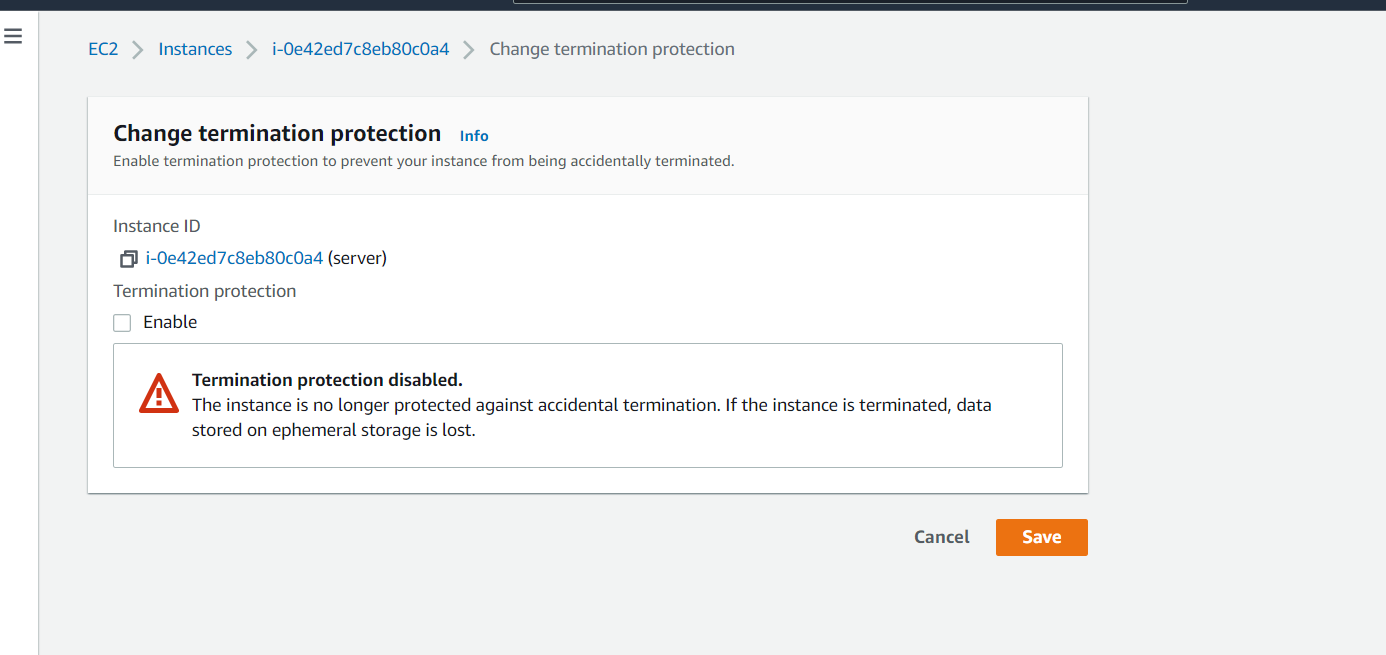 EC2 Instances i-0e42ed7c8eb80c0a4 Change termination protection
Change termination protection Info
Enable termination protection to prevent your instance from being accidentally terminated.
Instance ID
i-0e42ed7c8eb80c0a4 (server)
Termination protection
Enable
Termination protection disabled.
The instance is no longer protected against accidental termination. If the instance is terminated, data
stored on ephemeral storage is lost.
Cancel Save